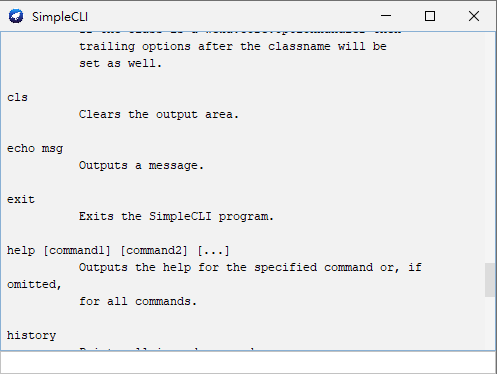 SimpleCLI
trailing options after the classname will be
set as well.
cls
Clears the output area.
echo msg
Outputs a message.
exit
Exits the SimpleCLI program.
help [command1] [command2] [...]
Outputs the help for the specified command or, if
omitted,
for all commands.
history